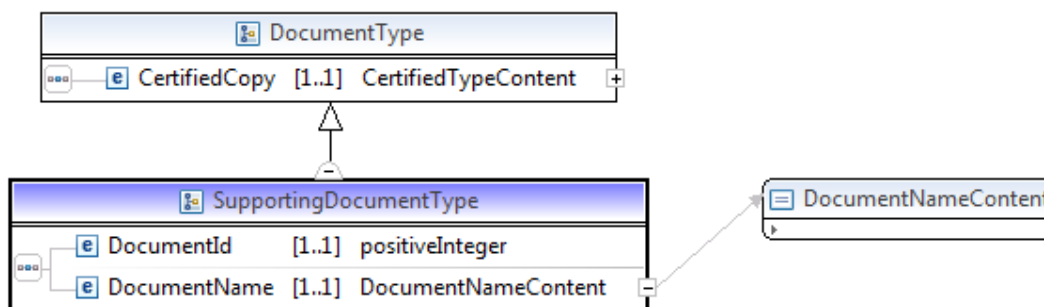 DocumentType
CertifiedCopy [1..1] CertifiedTypeContent
SupportingDocumentType
DocumentNameContent
DocumentId [1..1] positiveInteger
DocumentName [1..1] DocumentNameContent